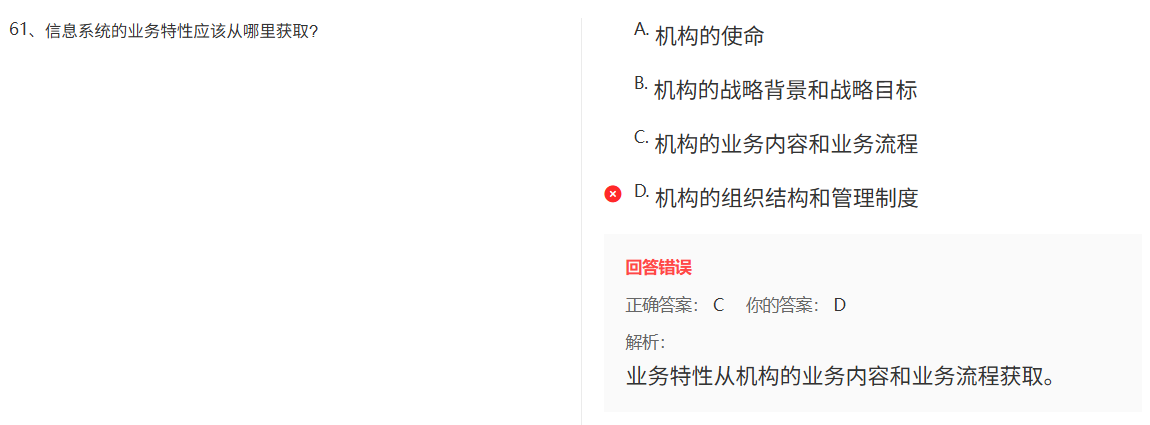 61、信息系统的业务特性应该从哪里获取?
A. 机构的使命
B. 机构的战略背景和战略目标
C. 机构的业务内容和业务流程
D. 机构的组织结构和管理制度
回答错误
正确答案： C 你的答案： D
解析：
业务特性从机构的业务内容和业务流程获取。